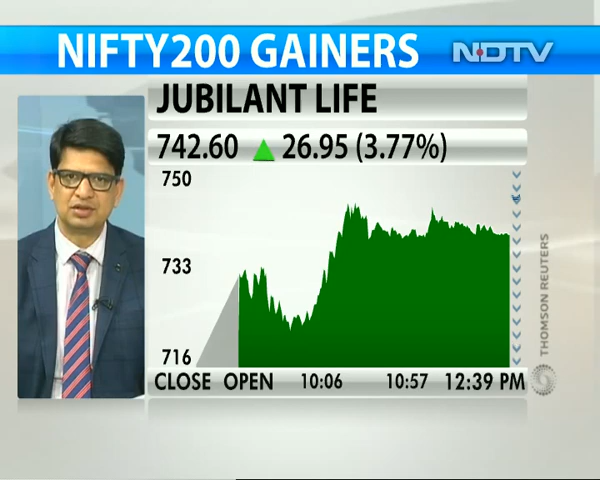 NIFTY200 GAINERS
NDTV
JUBILANT LIFE
742.60 ▲ 26.95 (3.77%)
750
733
716
CLOSE OPEN 10:06 10:57 12:39 PM
THOMSON REUTERS